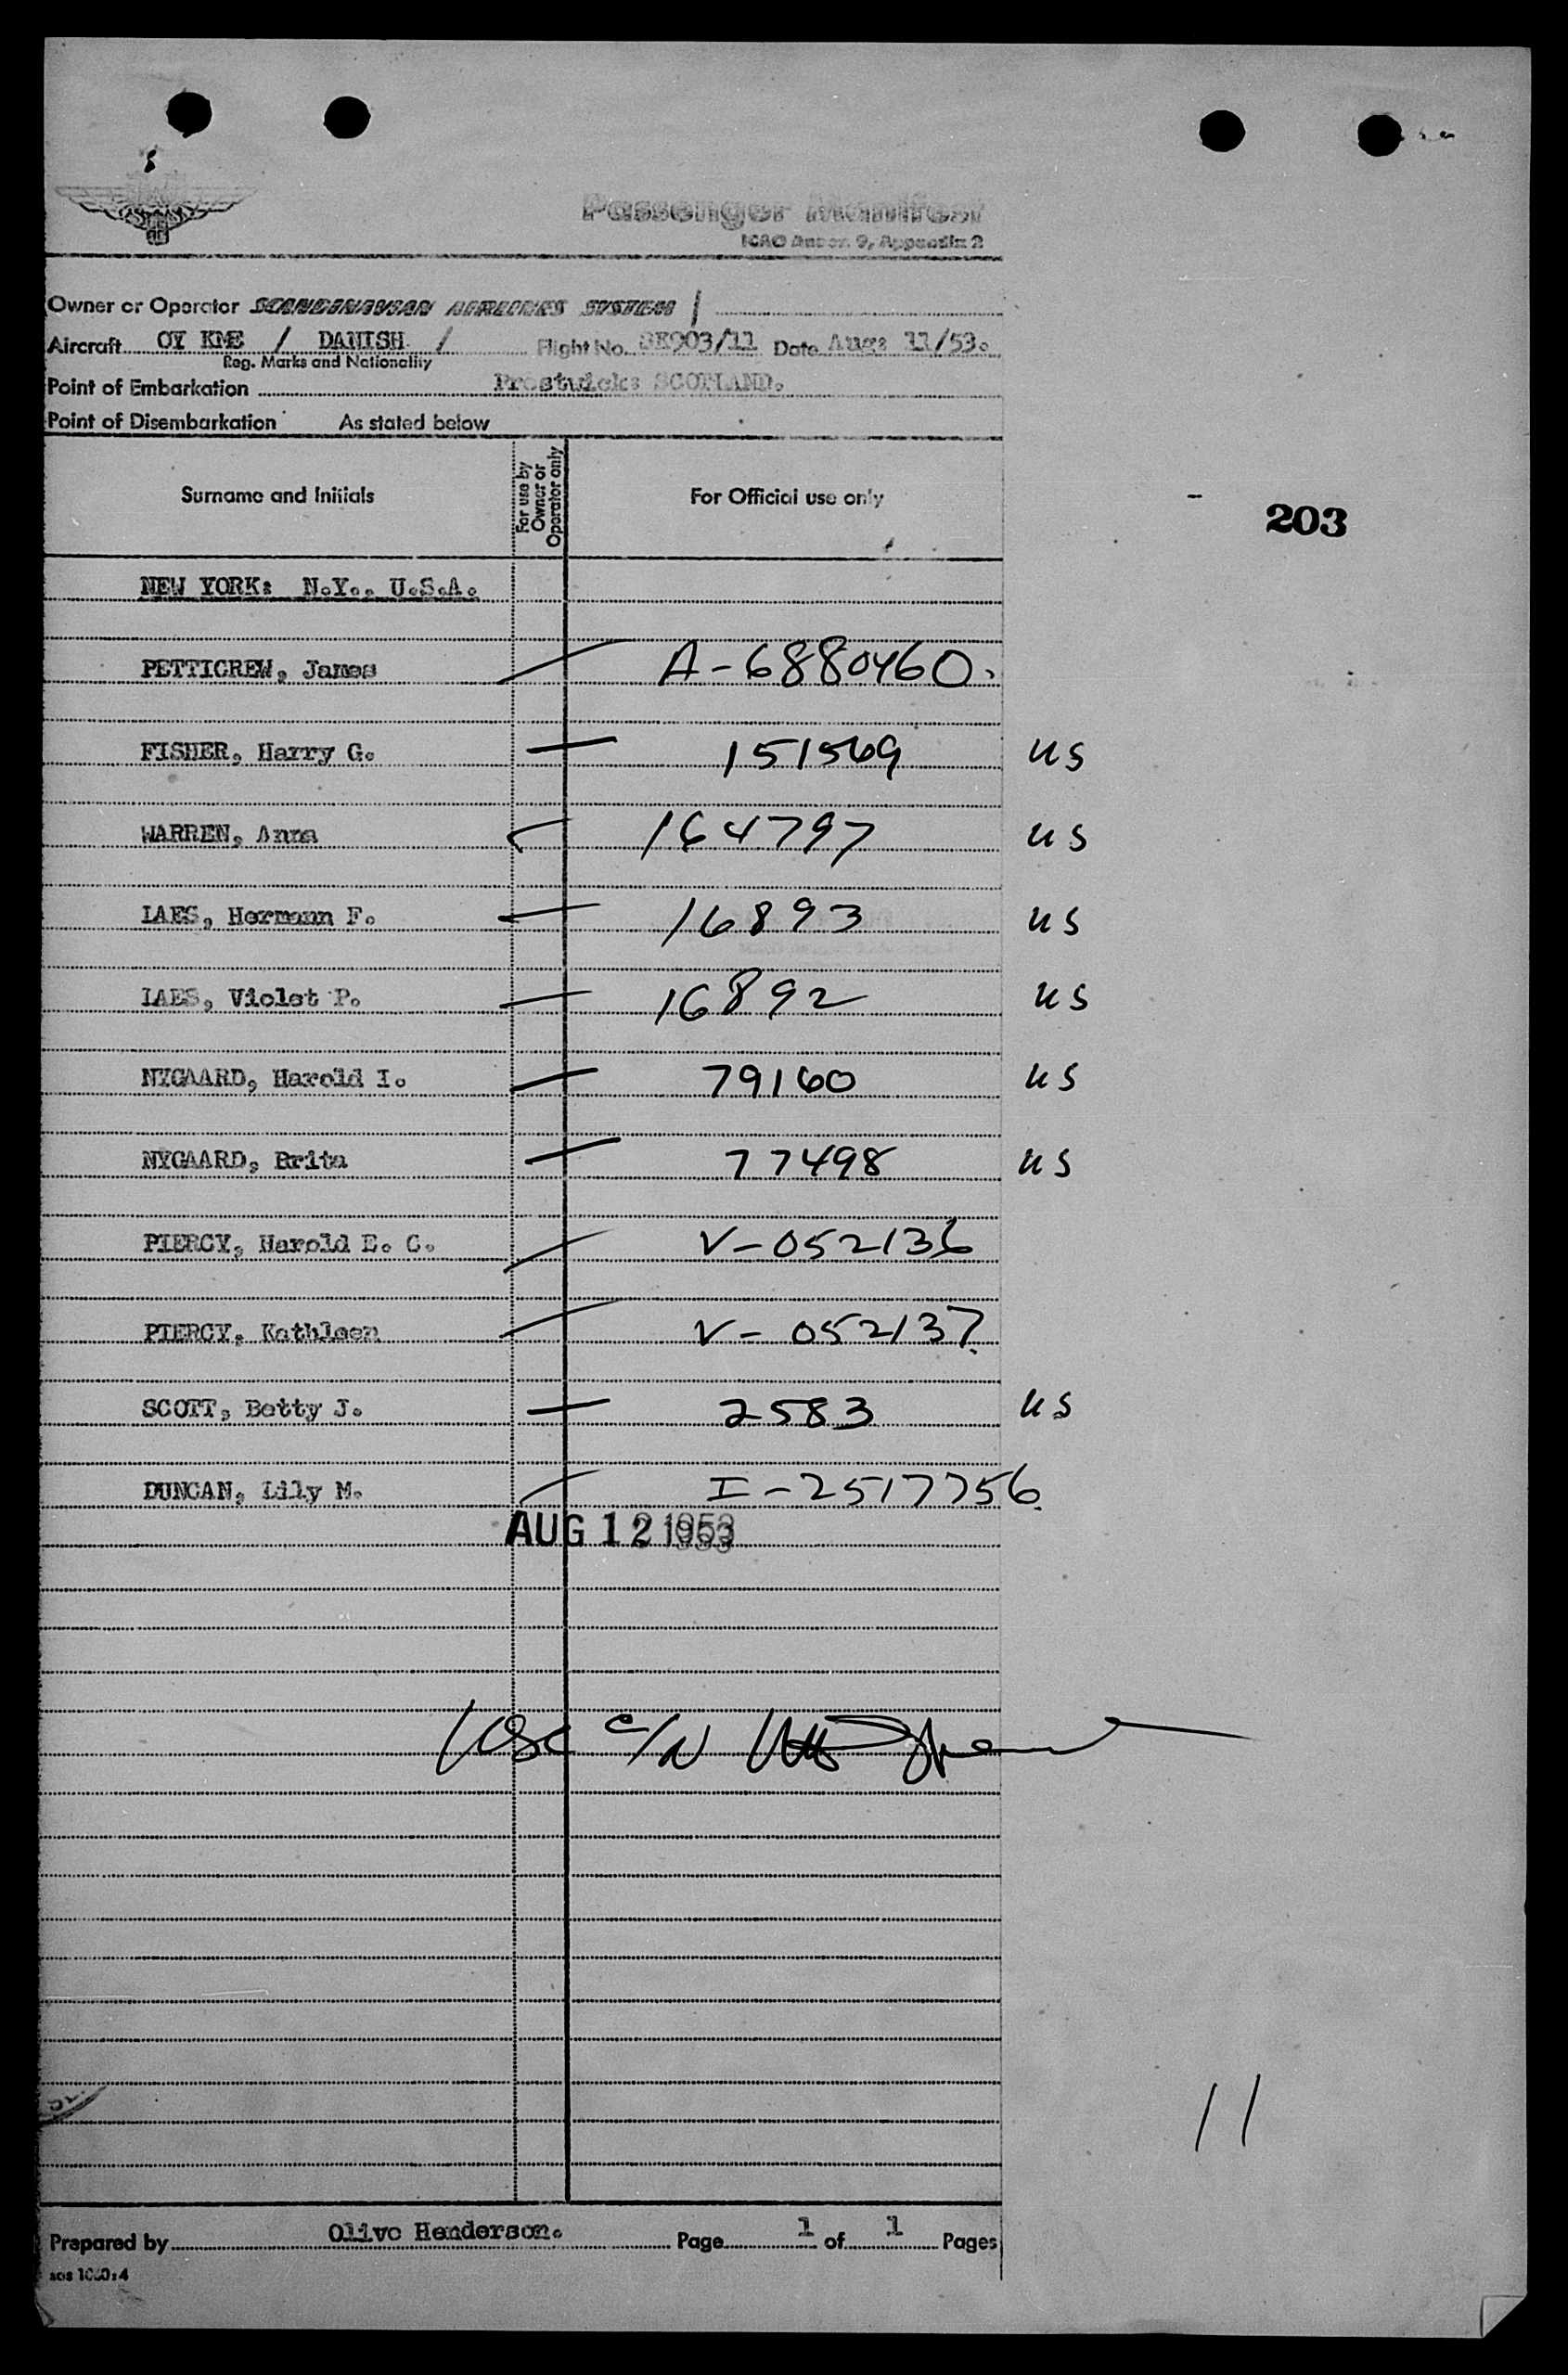 Passenger Manifest
ICAO Annex 9, Appendix 2
Owner or Operator SCANDINAVIAN AIRLINES SYSTEM /
Aircraft OY KME / DANISH / Flight No. SK903/11 Date Aug: 11/53.
Reg. Marks and Nationality
Point of Embarkation Prestwick: SCOTLAND.
Point of Disembarkation As stated below
Surname and Initials For use by Owner or Operator only For Official use only
203
NEW YORK: N.Y., U.S.A.
PETTIGREW, James A-6880460.
FISHER, Harry G. 151569 US
WARREN, Anna 164797 US
LAES, Hermann F. 16893 US
LAES, Violet P. 16892 US
NYGAARD, Harold I. 79160 US
NYGAARD, Brita 77498 US
PIERCY, Harold E. C. V-052136
PIERCY, Kathleen V-052137
SCOTT, Betty J. 2583 US
DUNCAN, Lily M. I-2517756
AUG 12 1953
11
Prepared by Olive Henderson. Page 1 of 1 Pages